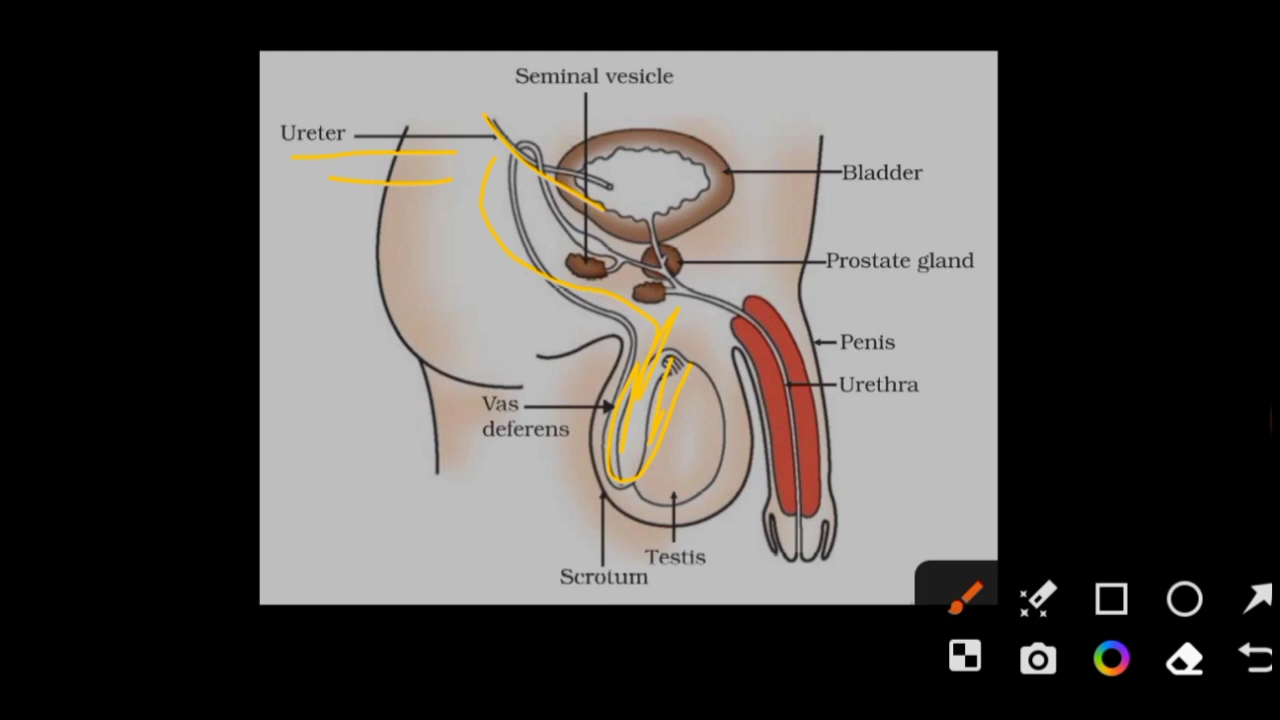 Seminal vesicle
Ureter
Bladder
Prostate gland
Penis
Urethra
Vas
deferens
Testis
Scrotum